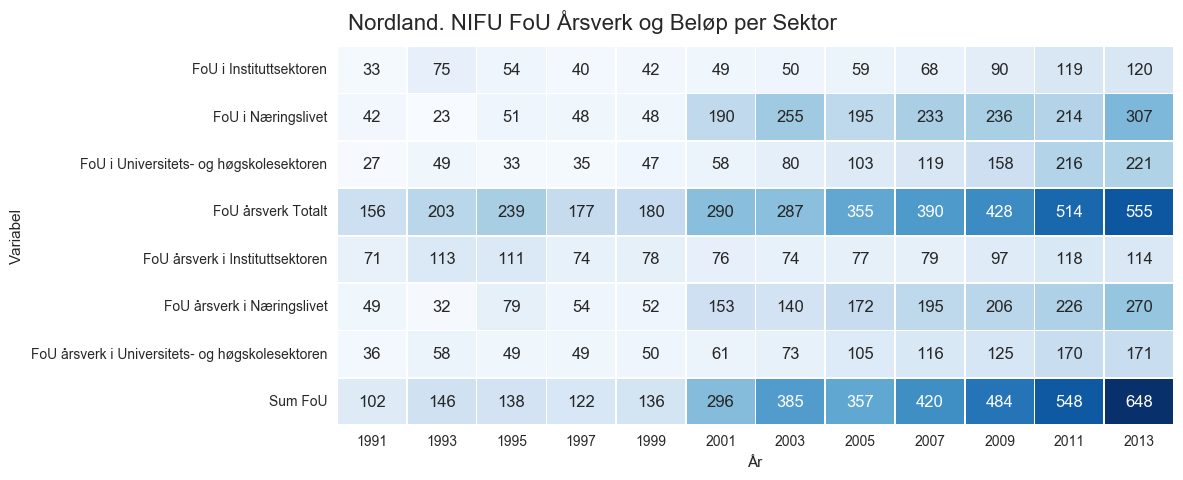 Nordland. NIFU FoU Årsverk og Beløp per Sektor
Variabel
FoU i Instituttsektoren 33 75 54 40 42 49 50 59 68 90 119 120
FoU i Næringslivet 42 23 51 48 48 190 255 195 233 236 214 307
FoU i Universitets- og høgskolesektoren 27 49 33 35 47 58 80 103 119 158 216 221
FoU årsverk Totalt 156 203 239 177 180 290 287 355 390 428 514 555
FoU årsverk i Instituttsektoren 71 113 111 74 78 76 74 77 79 97 118 114
FoU årsverk i Næringslivet 49 32 79 54 52 153 140 172 195 206 226 270
FoU årsverk i Universitets- og høgskolesektoren 36 58 49 49 50 61 73 105 116 125 170 171
Sum FoU 102 146 138 122 136 296 385 357 420 484 548 648
1991 1993 1995 1997 1999 2001 2003 2005 2007 2009 2011 2013
År